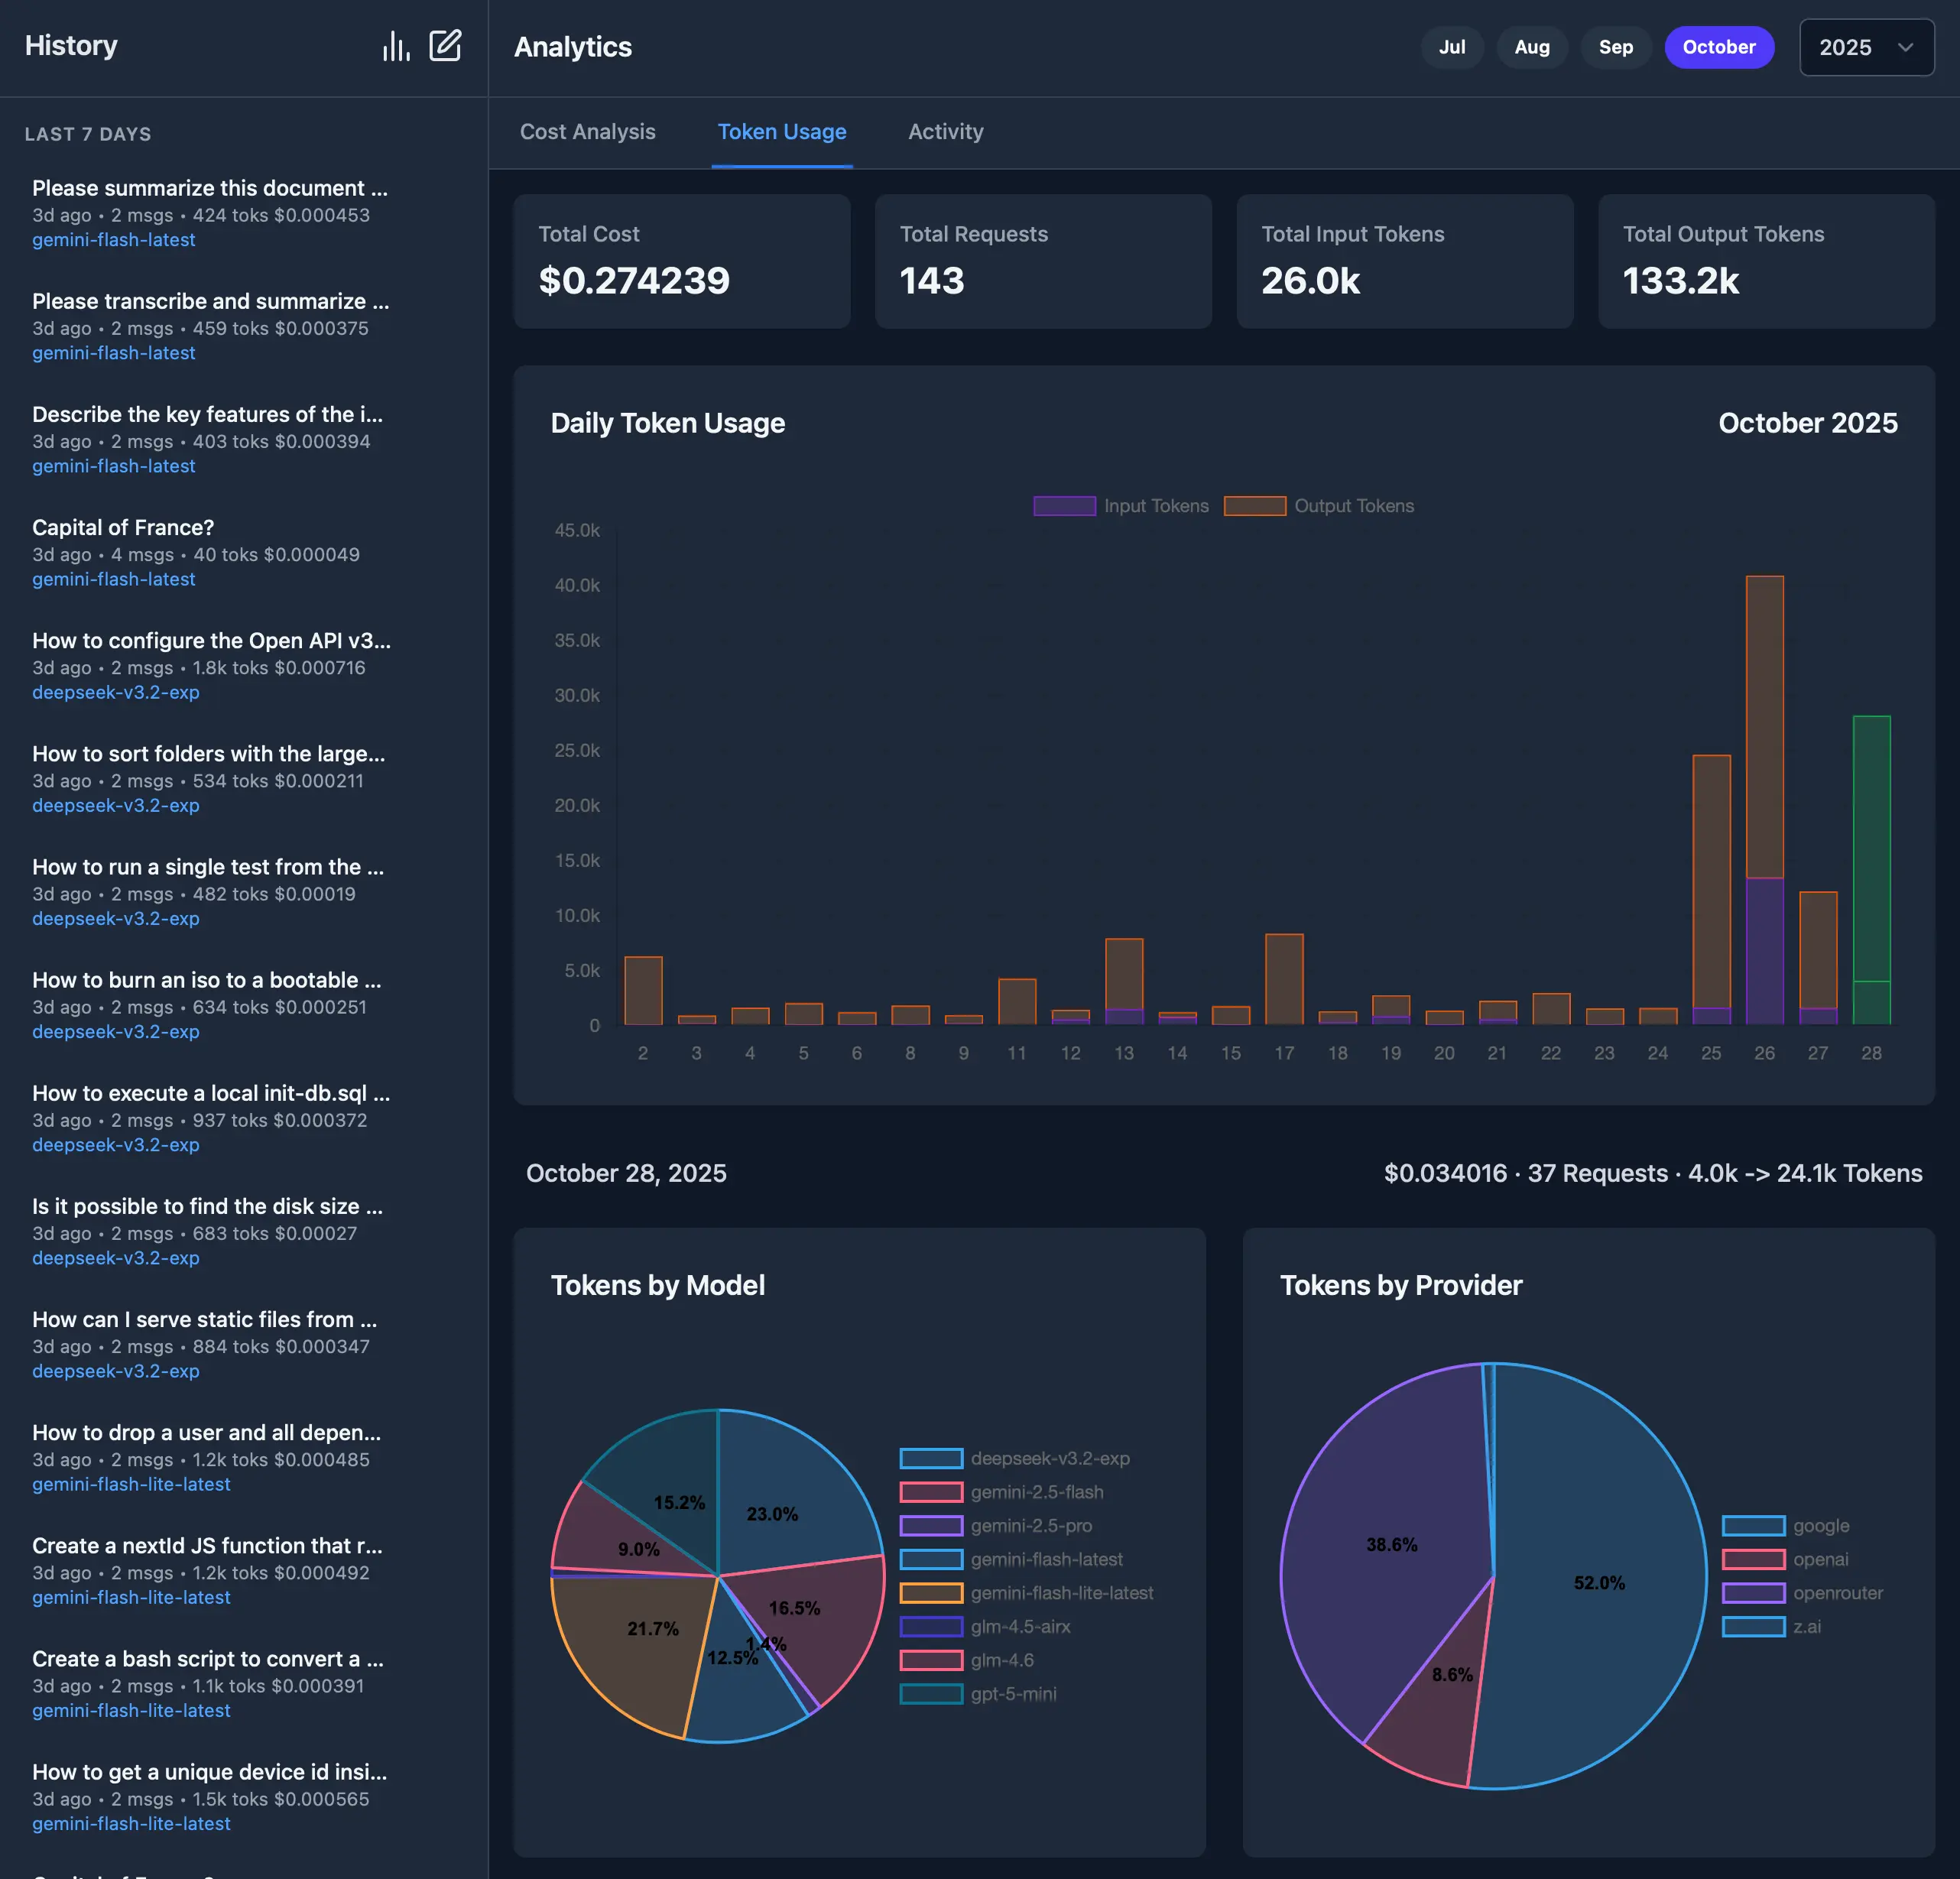 History
LAST 7 DAYS
Please summarize this document ...
3d ago • 2 msgs • 424 toks $0.000453
gemini-flash-latest
Please transcribe and summarize ...
3d ago • 2 msgs • 459 toks $0.000375
gemini-flash-latest
Describe the key features of the i...
3d ago • 2 msgs • 403 toks $0.000394
gemini-flash-latest
Capital of France?
3d ago • 4 msgs • 40 toks $0.000049
gemini-flash-latest
How to configure the Open API v3...
3d ago • 2 msgs • 1.8k toks $0.000716
deepseek-v3.2-exp
How to sort folders with the large...
3d ago • 2 msgs • 534 toks $0.000211
deepseek-v3.2-exp
How to run a single test from the ...
3d ago • 2 msgs • 482 toks $0.00019
deepseek-v3.2-exp
How to burn an iso to a bootable ...
3d ago • 2 msgs • 634 toks $0.000251
deepseek-v3.2-exp
How to execute a local init-db.sql ...
3d ago • 2 msgs • 937 toks $0.000372
deepseek-v3.2-exp
Is it possible to find the disk size ...
3d ago • 2 msgs • 683 toks $0.00027
deepseek-v3.2-exp
How can I serve static files from ...
3d ago • 2 msgs • 884 toks $0.000347
deepseek-v3.2-exp
How to drop a user and all depen...
3d ago • 2 msgs • 1.2k toks $0.000485
gemini-flash-lite-latest
Create a nextId JS function that r...
3d ago • 2 msgs • 1.2k toks $0.000492
gemini-flash-lite-latest
Create a bash script to convert a ...
3d ago • 2 msgs • 1.1k toks $0.000391
gemini-flash-lite-latest
How to get a unique device id insi...
3d ago • 2 msgs • 1.5k toks $0.000565
gemini-flash-lite-latest
Analytics
Jul Aug Sep October 2025
Cost Analysis Token Usage Activity
Total Cost
$0.274239
Total Requests
143
Total Input Tokens
26.0k
Total Output Tokens
133.2k
Daily Token Usage October 2025
Input Tokens Output Tokens
45.0k
40.0k
35.0k
30.0k
25.0k
20.0k
15.0k
10.0k
5.0k
0
2 3 4 5 6 8 9 11 12 13 14 15 17 18 19 20 21 22 23 24 25 26 27 28
October 28, 2025 $0.034016 · 37 Requests · 4.0k -> 24.1k Tokens
Tokens by Model
15.2%
23.0%
9.0%
16.5%
21.7%
1.4%
12.5%
deepseek-v3.2-exp
gemini-2.5-flash
gemini-2.5-pro
gemini-flash-latest
gemini-flash-lite-latest
glm-4.5-airx
glm-4.6
gpt-5-mini
Tokens by Provider
38.6%
52.0%
8.6%
google
openai
openrouter
z.ai